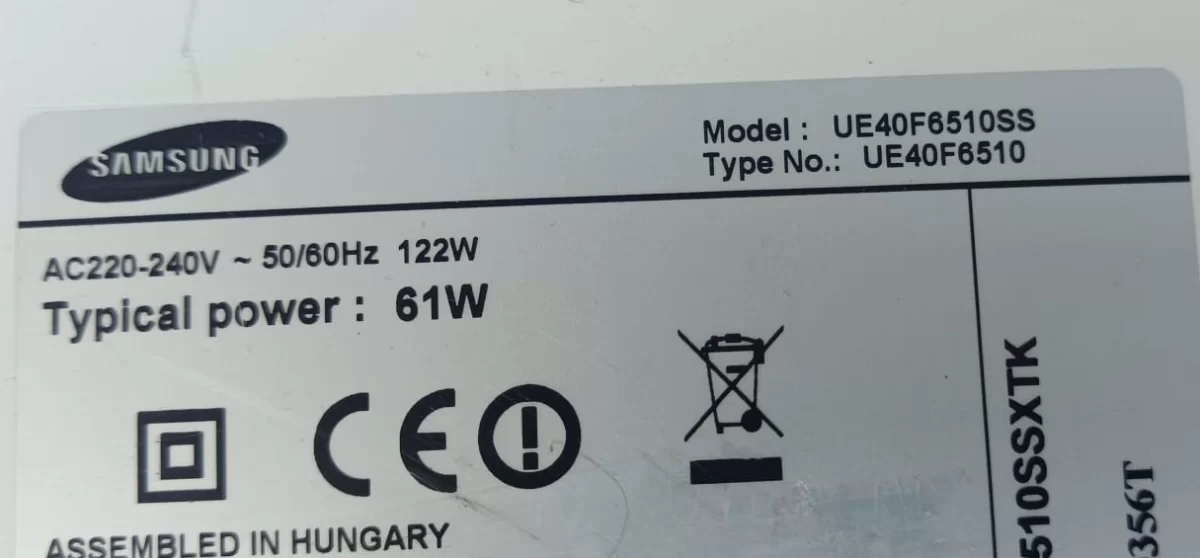 SAMSUNG
Model : UE40F6510SS
Type No.: UE40F6510
AC220-240V ~ 50/60Hz 122W
Typical power : 61W
CE
ASSEMBLED IN HUNGARY
510SSXTK
356T